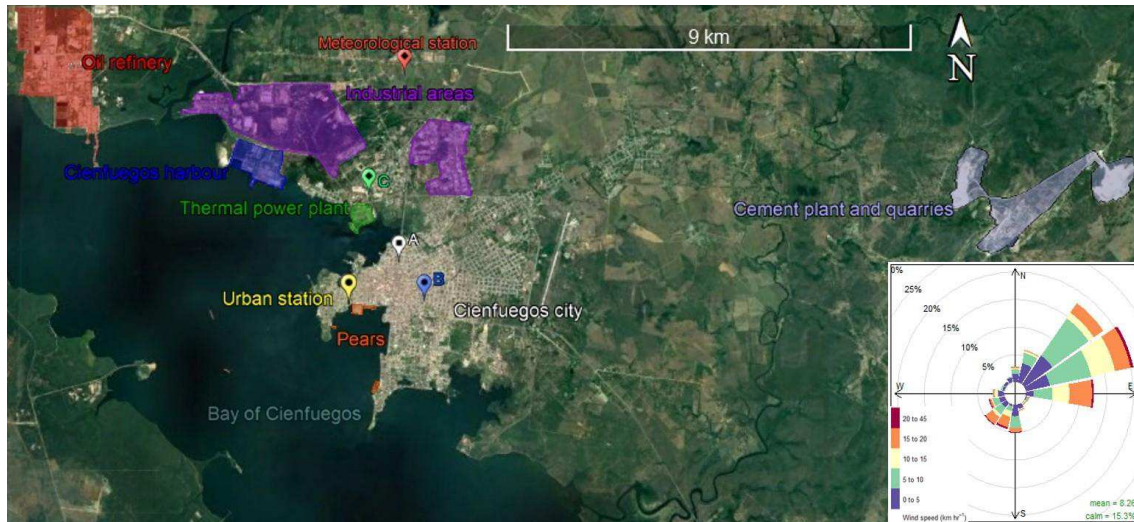 Oil refinery
Meteorological station
9 km
N
Industrial areas
Cienfuegos harbour
C
Thermal power plant
Cement plant and quarries
A
Urban station
B
Cienfuegos city
Pears
Bay of Cienfuegos
0%
25%
20%
15%
10%
5%
N
W
E
S
20 to 45
15 to 20
10 to 15
5 to 10
0 to 5
Wind speed (km hr⁻¹)
mean = 8.26
calm = 15.3%